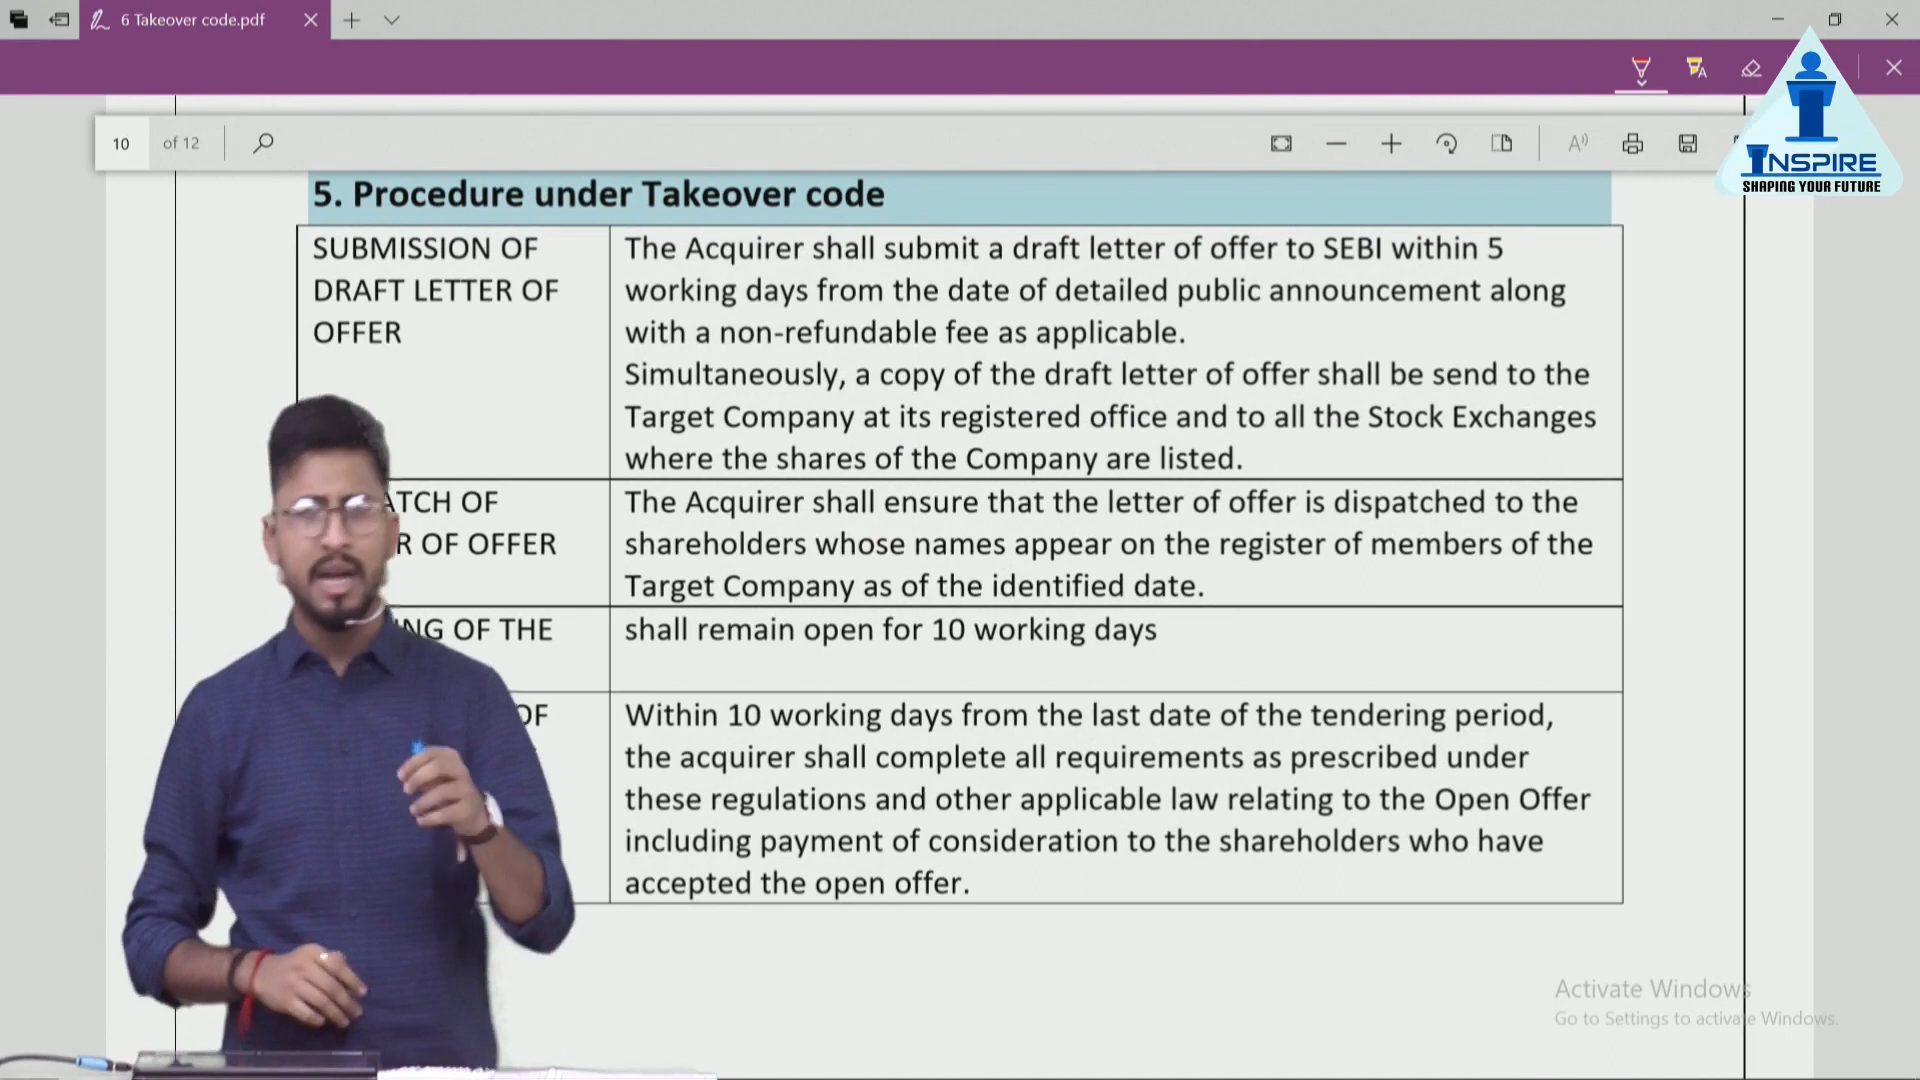 6 Takeover code.pdf
10 of 12
INSPIRE
SHAPING YOUR FUTURE
5. Procedure under Takeover code
SUBMISSION OF
DRAFT LETTER OF
OFFER
The Acquirer shall submit a draft letter of offer to SEBI within 5
working days from the date of detailed public announcement along
with a non-refundable fee as applicable.
Simultaneously, a copy of the draft letter of offer shall be send to the
Target Company at its registered office and to all the Stock Exchanges
where the shares of the Company are listed.
ATCH OF
R OF OFFER
The Acquirer shall ensure that the letter of offer is dispatched to the
shareholders whose names appear on the register of members of the
Target Company as of the identified date.
NG OF THE
shall remain open for 10 working days
OF
Within 10 working days from the last date of the tendering period,
the acquirer shall complete all requirements as prescribed under
these regulations and other applicable law relating to the Open Offer
including payment of consideration to the shareholders who have
accepted the open offer.
Activate Windows
Go to Settings to activate Windows.